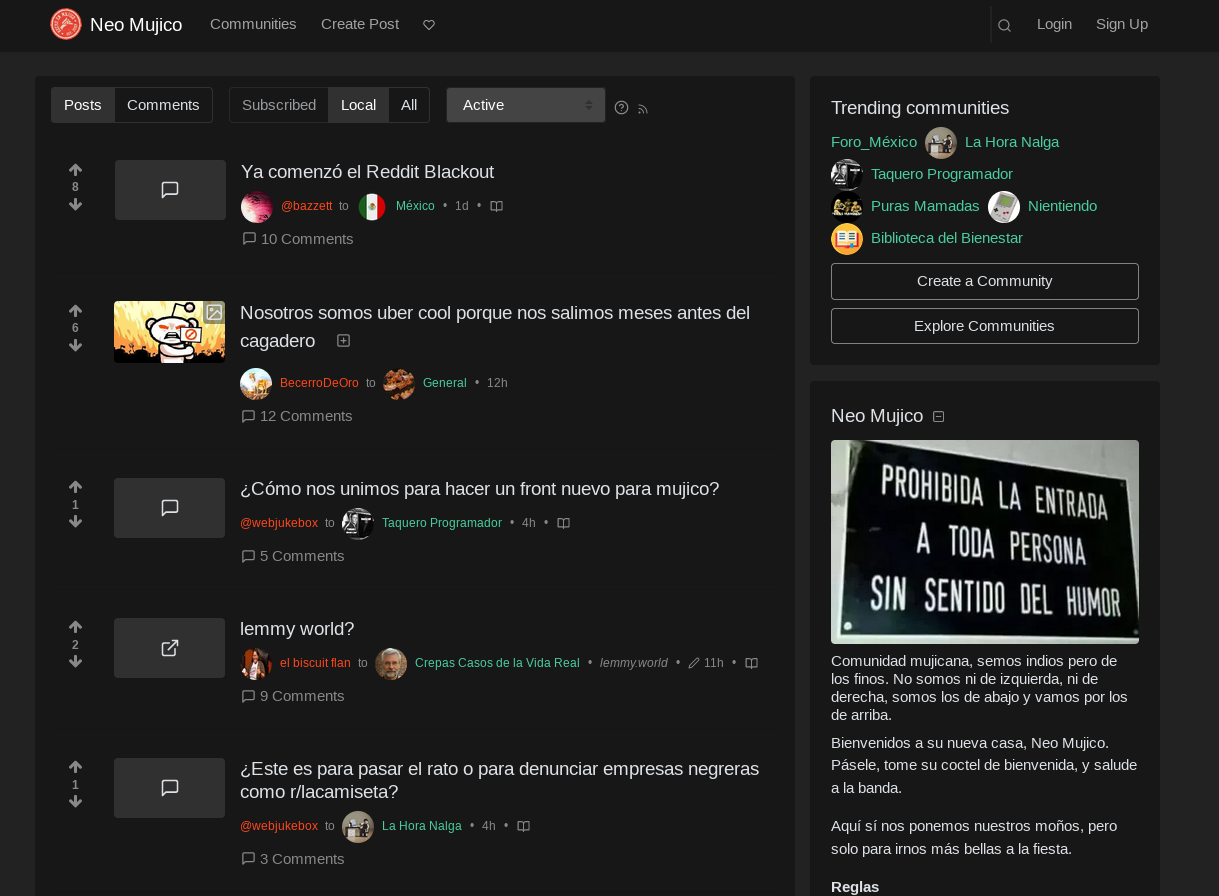 Neo Mujico Communities Create Post Login Sign Up
Posts Comments Subscribed Local All Active
8
Ya comenzó el Reddit Blackout
@bazzett to México • 1d •
10 Comments
6
Nosotros somos uber cool porque nos salimos meses antes del
cagadero
BecerroDeOro to General • 12h
12 Comments
1
¿Cómo nos unimos para hacer un front nuevo para mujico?
@webjukebox to Taquero Programador • 4h •
5 Comments
2
lemmy world?
el biscuit flan to Crepas Casos de la Vida Real • lemmy.world • 11h •
9 Comments
1
¿Este es para pasar el rato o para denunciar empresas negreras
como r/lacamiseta?
@webjukebox to La Hora Nalga • 4h •
3 Comments
Trending communities
Foro_México La Hora Nalga
Taquero Programador
Puras Mamadas Nientiendo
Biblioteca del Bienestar
Create a Community
Explore Communities
Neo Mujico
PROHIBIDA LA ENTRADA
A TODA PERSONA
SIN SENTIDO DEL HUMOR
Comunidad mujicana, semos indios pero de
los finos. No somos ni de izquierda, ni de
derecha, somos los de abajo y vamos por los
de arriba.
Bienvenidos a su nueva casa, Neo Mujico.
Pásele, tome su coctel de bienvenida, y salude
a la banda.
Aquí sí nos ponemos nuestros moños, pero
solo para irnos más bellas a la fiesta.
Reglas